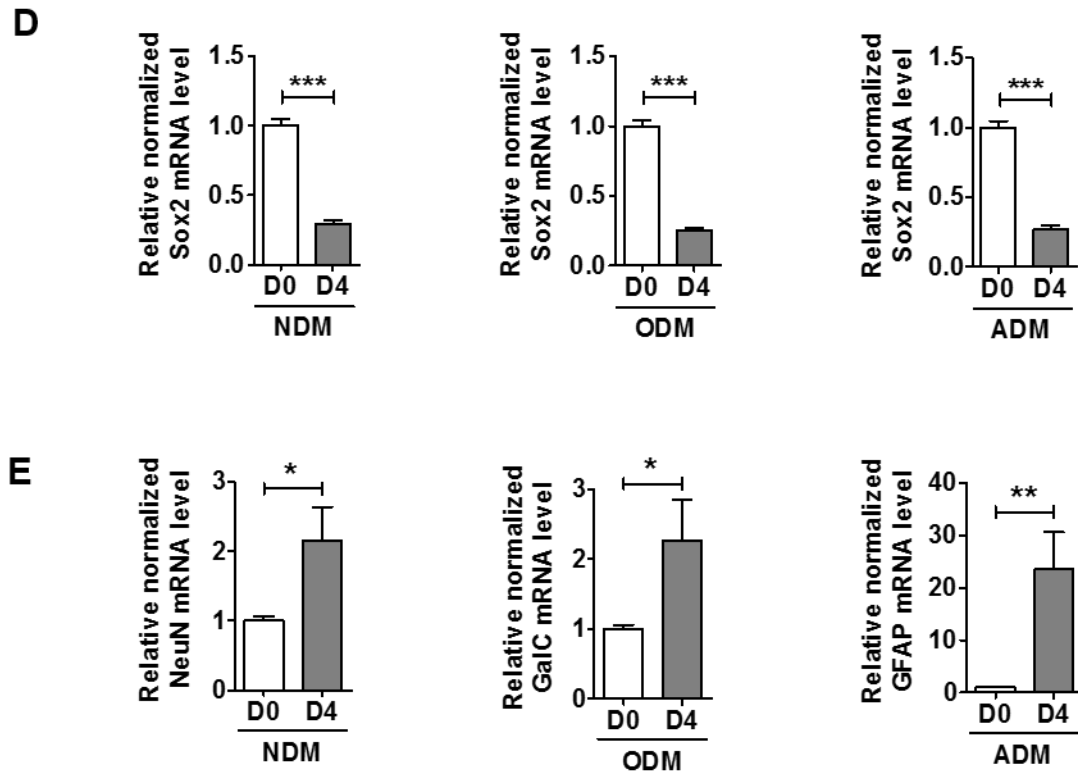 D
Relative normalized
Sox2 mRNA level
1.5
1.0
0.5
0.0
***
D0 D4
NDM
Relative normalized
Sox2 mRNA level
1.5
1.0
0.5
0.0
***
D0 D4
ODM
Relative normalized
Sox2 mRNA level
1.5
1.0
0.5
0.0
***
D0 D4
ADM
E
Relative normalized
NeuN mRNA level
3
2
1
0
*
D0 D4
NDM
Relative normalized
GalC mRNA level
3
2
1
0
*
D0 D4
ODM
Relative normalized
GFAP mRNA level
40
30
20
10
0
**
D0 D4
ADM